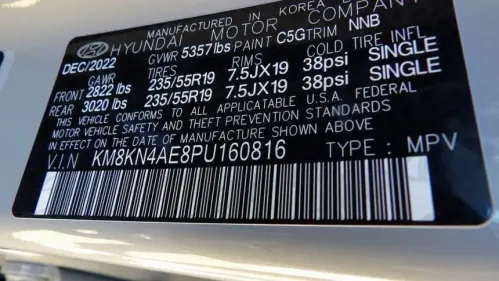 MANUFACTURED IN KOREA
HYUNDAI MOTOR COMPANY
DEC/2022 GVWR 5357 lbs PAINT C5G TRIM NNB
GAWR TIRES RIMS COLD TIRE INFL
FRONT 2822 lbs 235/55R19 7.5JX19 38psi SINGLE
REAR 3020 lbs 235/55R19 7.5JX19 38psi SINGLE
THIS VEHICLE CONFORMS TO ALL APPLICABLE U.S.A. FEDERAL
MOTOR VEHICLE SAFETY AND THEFT PREVENTION STANDARDS
IN EFFECT ON THE DATE OF MANUFACTURE SHOWN ABOVE
V.I.N KM8KN4AE8PU160816 TYPE : MPV